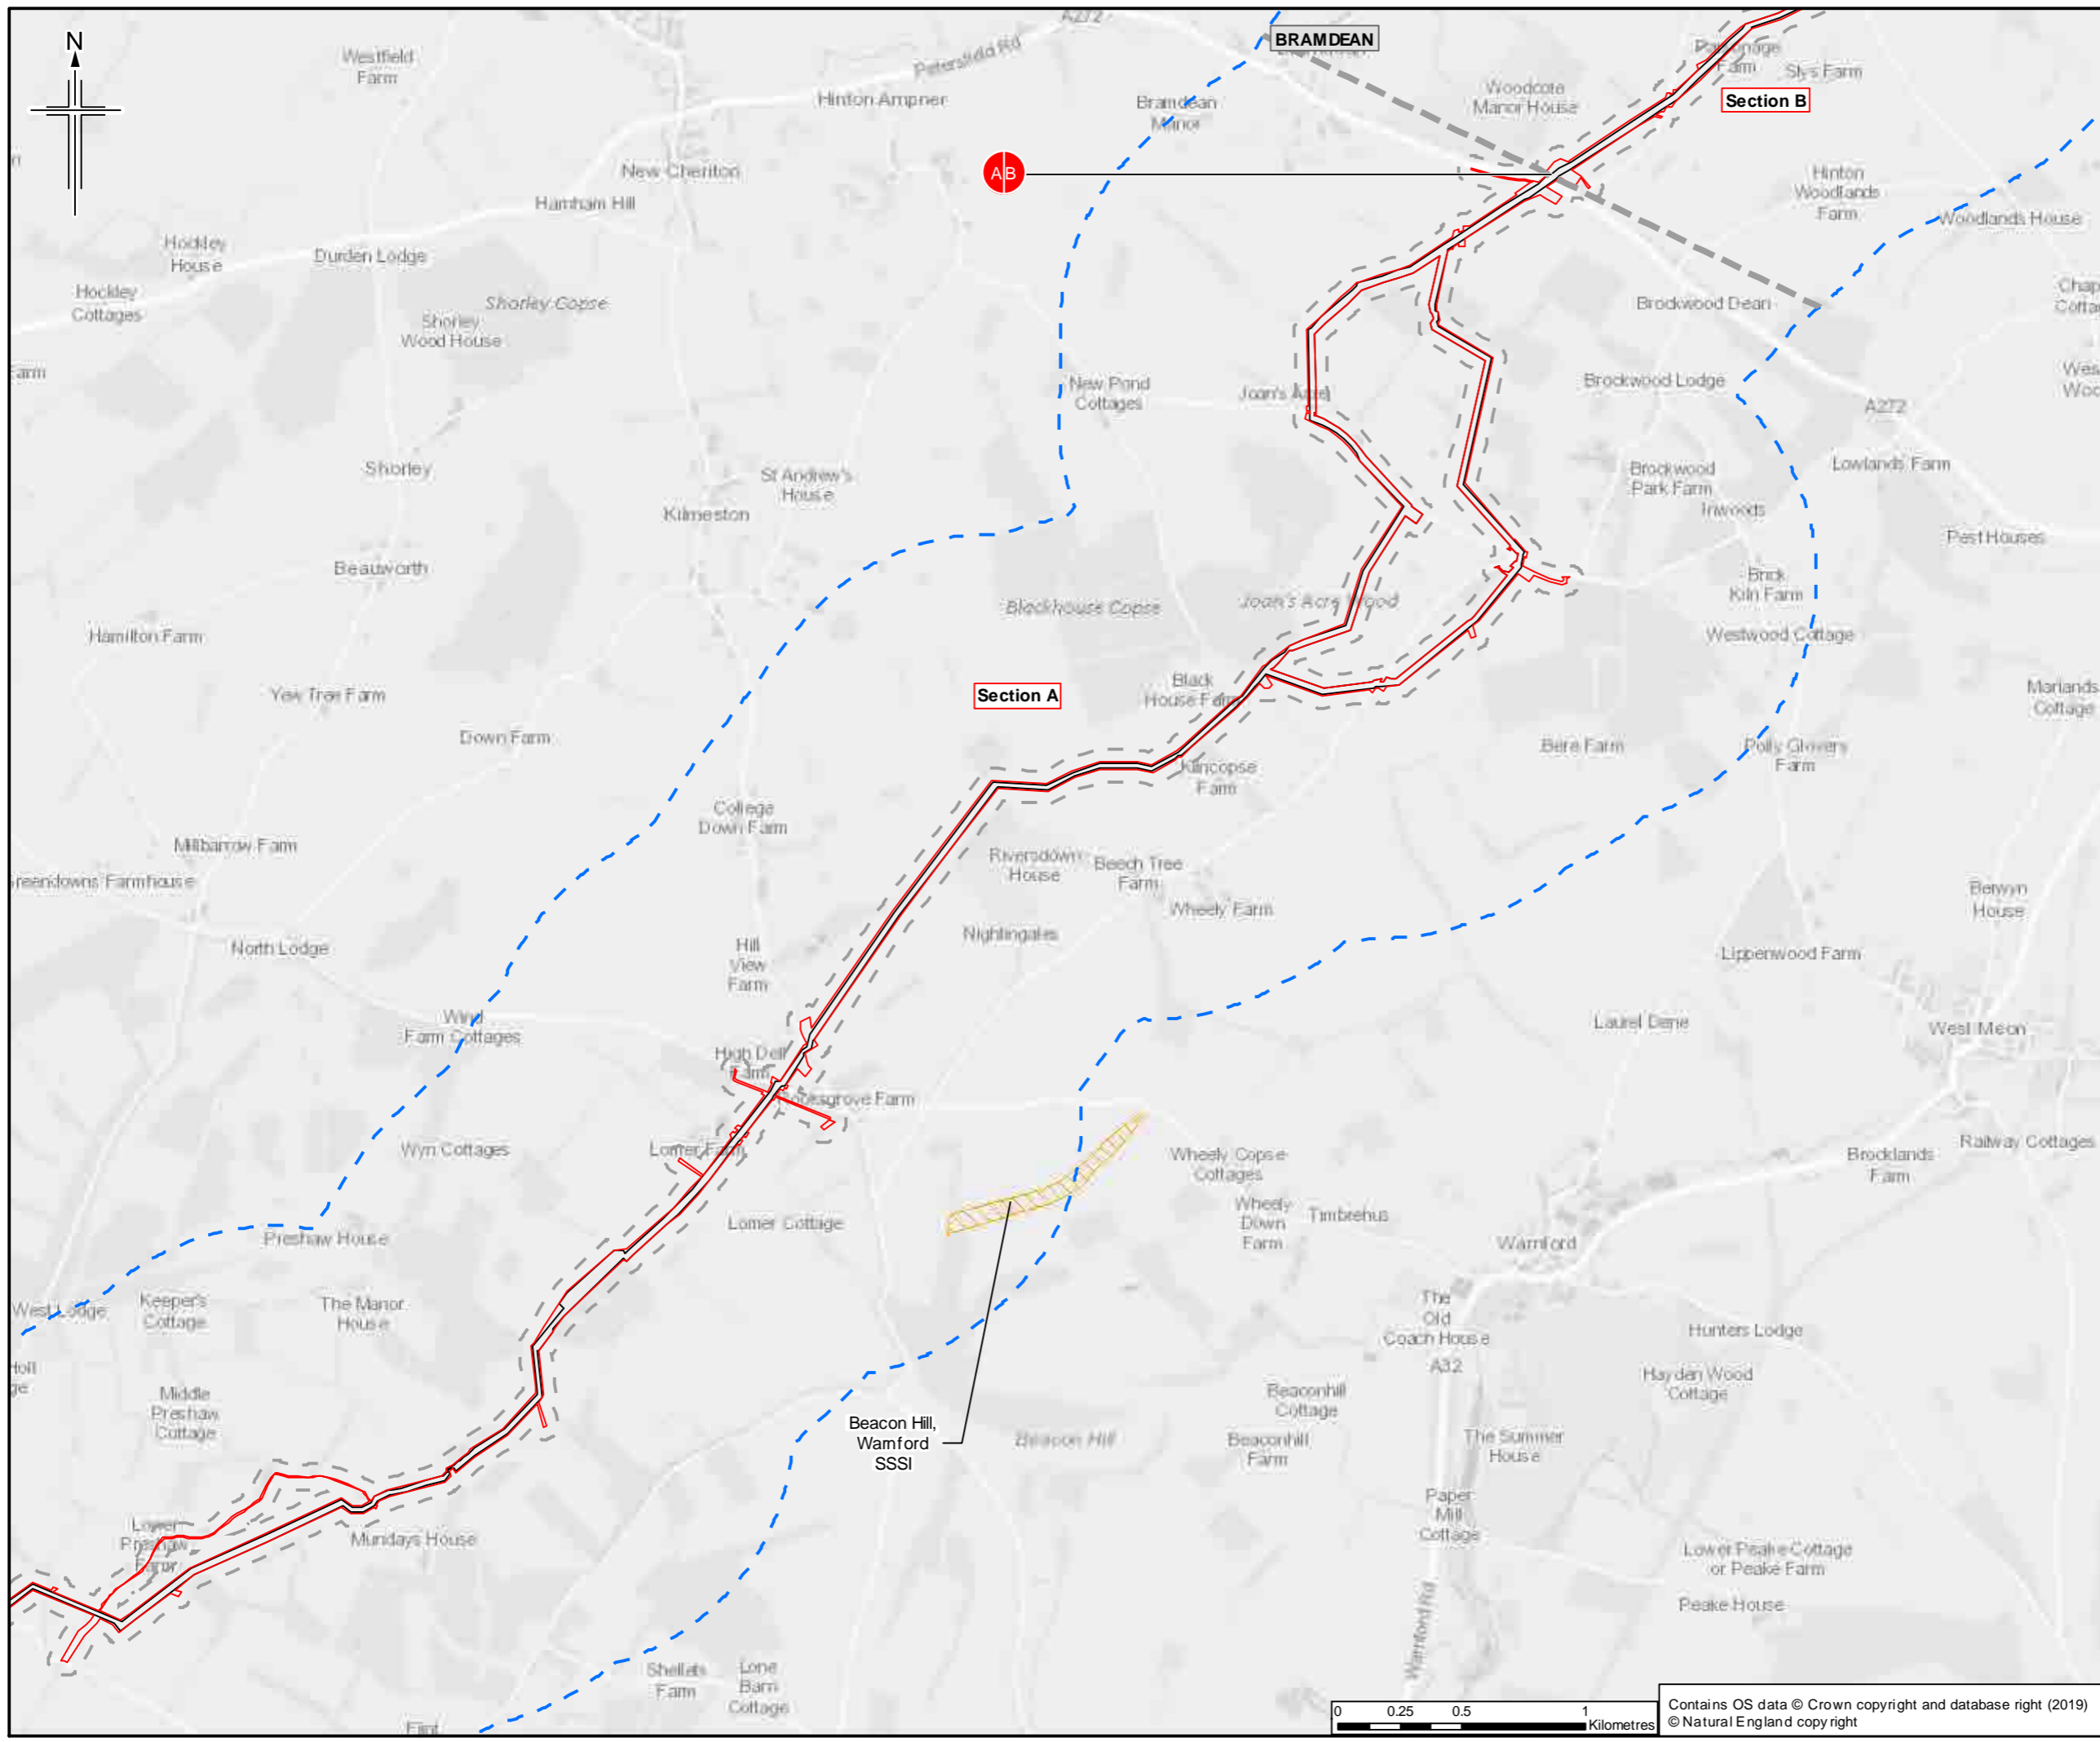 N
A272
BRAMDEAN
Petersfield Rd
Westfield
Farm
Parsonage
Farm
Slys Farm
Section B
Hinton Ampner
Bramdean
Manor
Woodcote
Manor House
A|B
New Cheriton
Hinton
Woodlands
Farm
Hamham Hill
Woodlands House
Hockley
House
Durden Lodge
Hockley
Cottages
Shorley Copse
Shorley
Wood House
Brockwood Dean
New Pond
Cottages
Joan's Acre
Brockwood Lodge
A272
Shorley
St Andrew's
House
Brockwood
Park Farm
Lowlands Farm
Kilmeston
Inwoods
Pest Houses
Beauworth
Brick
Kiln Farm
Blackhouse Copse
Joan's Acre Wood
Hamilton Farm
Westwood Cottage
Yew Tree Farm
Section A
Black
House Farm
Marlands
Cottage
Down Farm
Bere Farm
Polly Glovers
Farm
Kilncopse
Farm
College
Down Farm
Millbarrow Farm
Riversdown
House
Beech Tree
Farm
Greendowns Farmhouse
Wheely Farm
Berwyn
House
North Lodge
Nightingales
Hill
View
Farm
Lippenwood Farm
Wind
Farm Cottages
Laurel Dene
West Meon
High Dell
Farm
Rooksgrove Farm
Wyn Cottages
Lomer Farm
Wheely Copse
Cottages
Brocklands
Farm
Railway Cottages
Lomer Cottage
Wheely
Down
Farm
Timbrehus
Preshaw House
Warnford
West Lodge
Keeper's
Cottage
The Manor
House
The
Old
Coach House
A32
Hunters Lodge
Hayden Wood
Cottage
Middle
Preshaw
Cottage
Beaconhill
Cottage
Beacon Hill,
Warnford
SSSI
Beacon Hill
Beaconhill
Farm
The Summer
House
Paper
Mill
Cottage
Lower
Preshaw
Farm
Mundays House
Lower Peake Cottage
or Peake Farm
Peake House
Warnford Rd
Shellets
Farm
Lone
Barn
Cottage
0 0.25 0.5 1
Kilometres
Contains OS data © Crown copyright and database right (2019)
© Natural England copyright